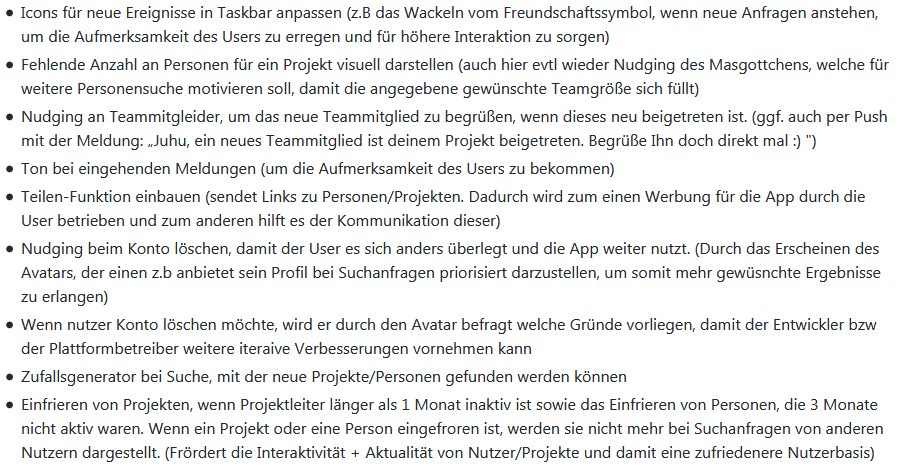 • Icons für neue Ereignisse in Taskbar anpassen (z.B das Wackeln vom Freundschaftssymbol, wenn neue Anfragen anstehen,
um die Aufmerksamkeit des Users zu erregen und für höhere Interaktion zu sorgen)
• Fehlende Anzahl an Personen für ein Projekt visuell darstellen (auch hier evtl wieder Nudging des Masgottchens, welche für
weitere Personensuche motivieren soll, damit die angegebene gewünschte Teamgröße sich füllt)
• Nudging an Teammitgleider, um das neue Teammitglied zu begrüßen, wenn dieses neu beigetreten ist. (ggf. auch per Push
mit der Meldung: „Juhu, ein neues Teammitglied ist deinem Projekt beigetreten. Begrüße Ihn doch direkt mal :) ")
• Ton bei eingehenden Meldungen (um die Aufmerksamkeit des Users zu bekommen)
• Teilen-Funktion einbauen (sendet Links zu Personen/Projekten. Dadurch wird zum einen Werbung für die App durch die
User betrieben und zum anderen hilft es der Kommunikation dieser)
• Nudging beim Konto löschen, damit der User es sich anders überlegt und die App weiter nutzt. (Durch das Erscheinen des
Avatars, der einen z.b anbietet sein Profil bei Suchanfragen priorisiert darzustellen, um somit mehr gewüsnchte Ergebnisse
zu erlangen)
• Wenn nutzer Konto löschen möchte, wird er durch den Avatar befragt welche Gründe vorliegen, damit der Entwickler bzw
der Plattformbetreiber weitere iteraive Verbesserungen vornehmen kann
• Zufallsgenerator bei Suche, mit der neue Projekte/Personen gefunden werden können
• Einfrieren von Projekten, wenn Projektleiter länger als 1 Monat inaktiv ist sowie das Einfrieren von Personen, die 3 Monate
nicht aktiv waren. Wenn ein Projekt oder eine Person eingefroren ist, werden sie nicht mehr bei Suchanfragen von anderen
Nutzern dargestellt. (Frördert die Interaktivität + Aktualität von Nutzer/Projekte und damit eine zufriedenere Nutzerbasis)